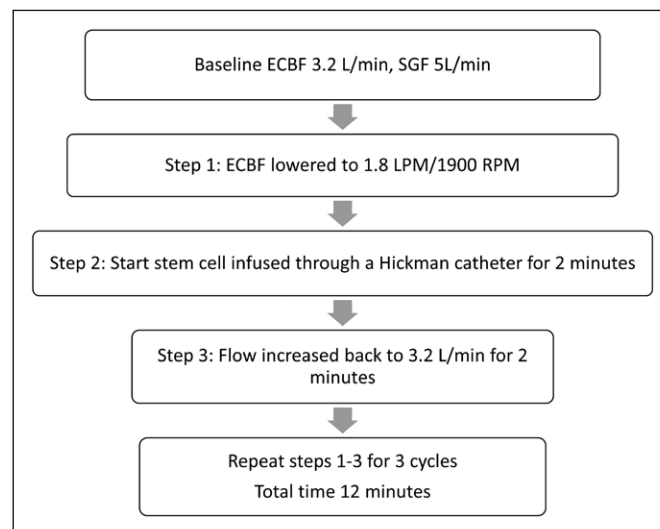 Baseline ECBF 3.2 L/min, SGF 5L/min
Step 1: ECBF lowered to 1.8 LPM/1900 RPM
Step 2: Start stem cell infused through a Hickman catheter for 2 minutes
Step 3: Flow increased back to 3.2 L/min for 2
minutes
Repeat steps 1-3 for 3 cycles
Total time 12 minutes